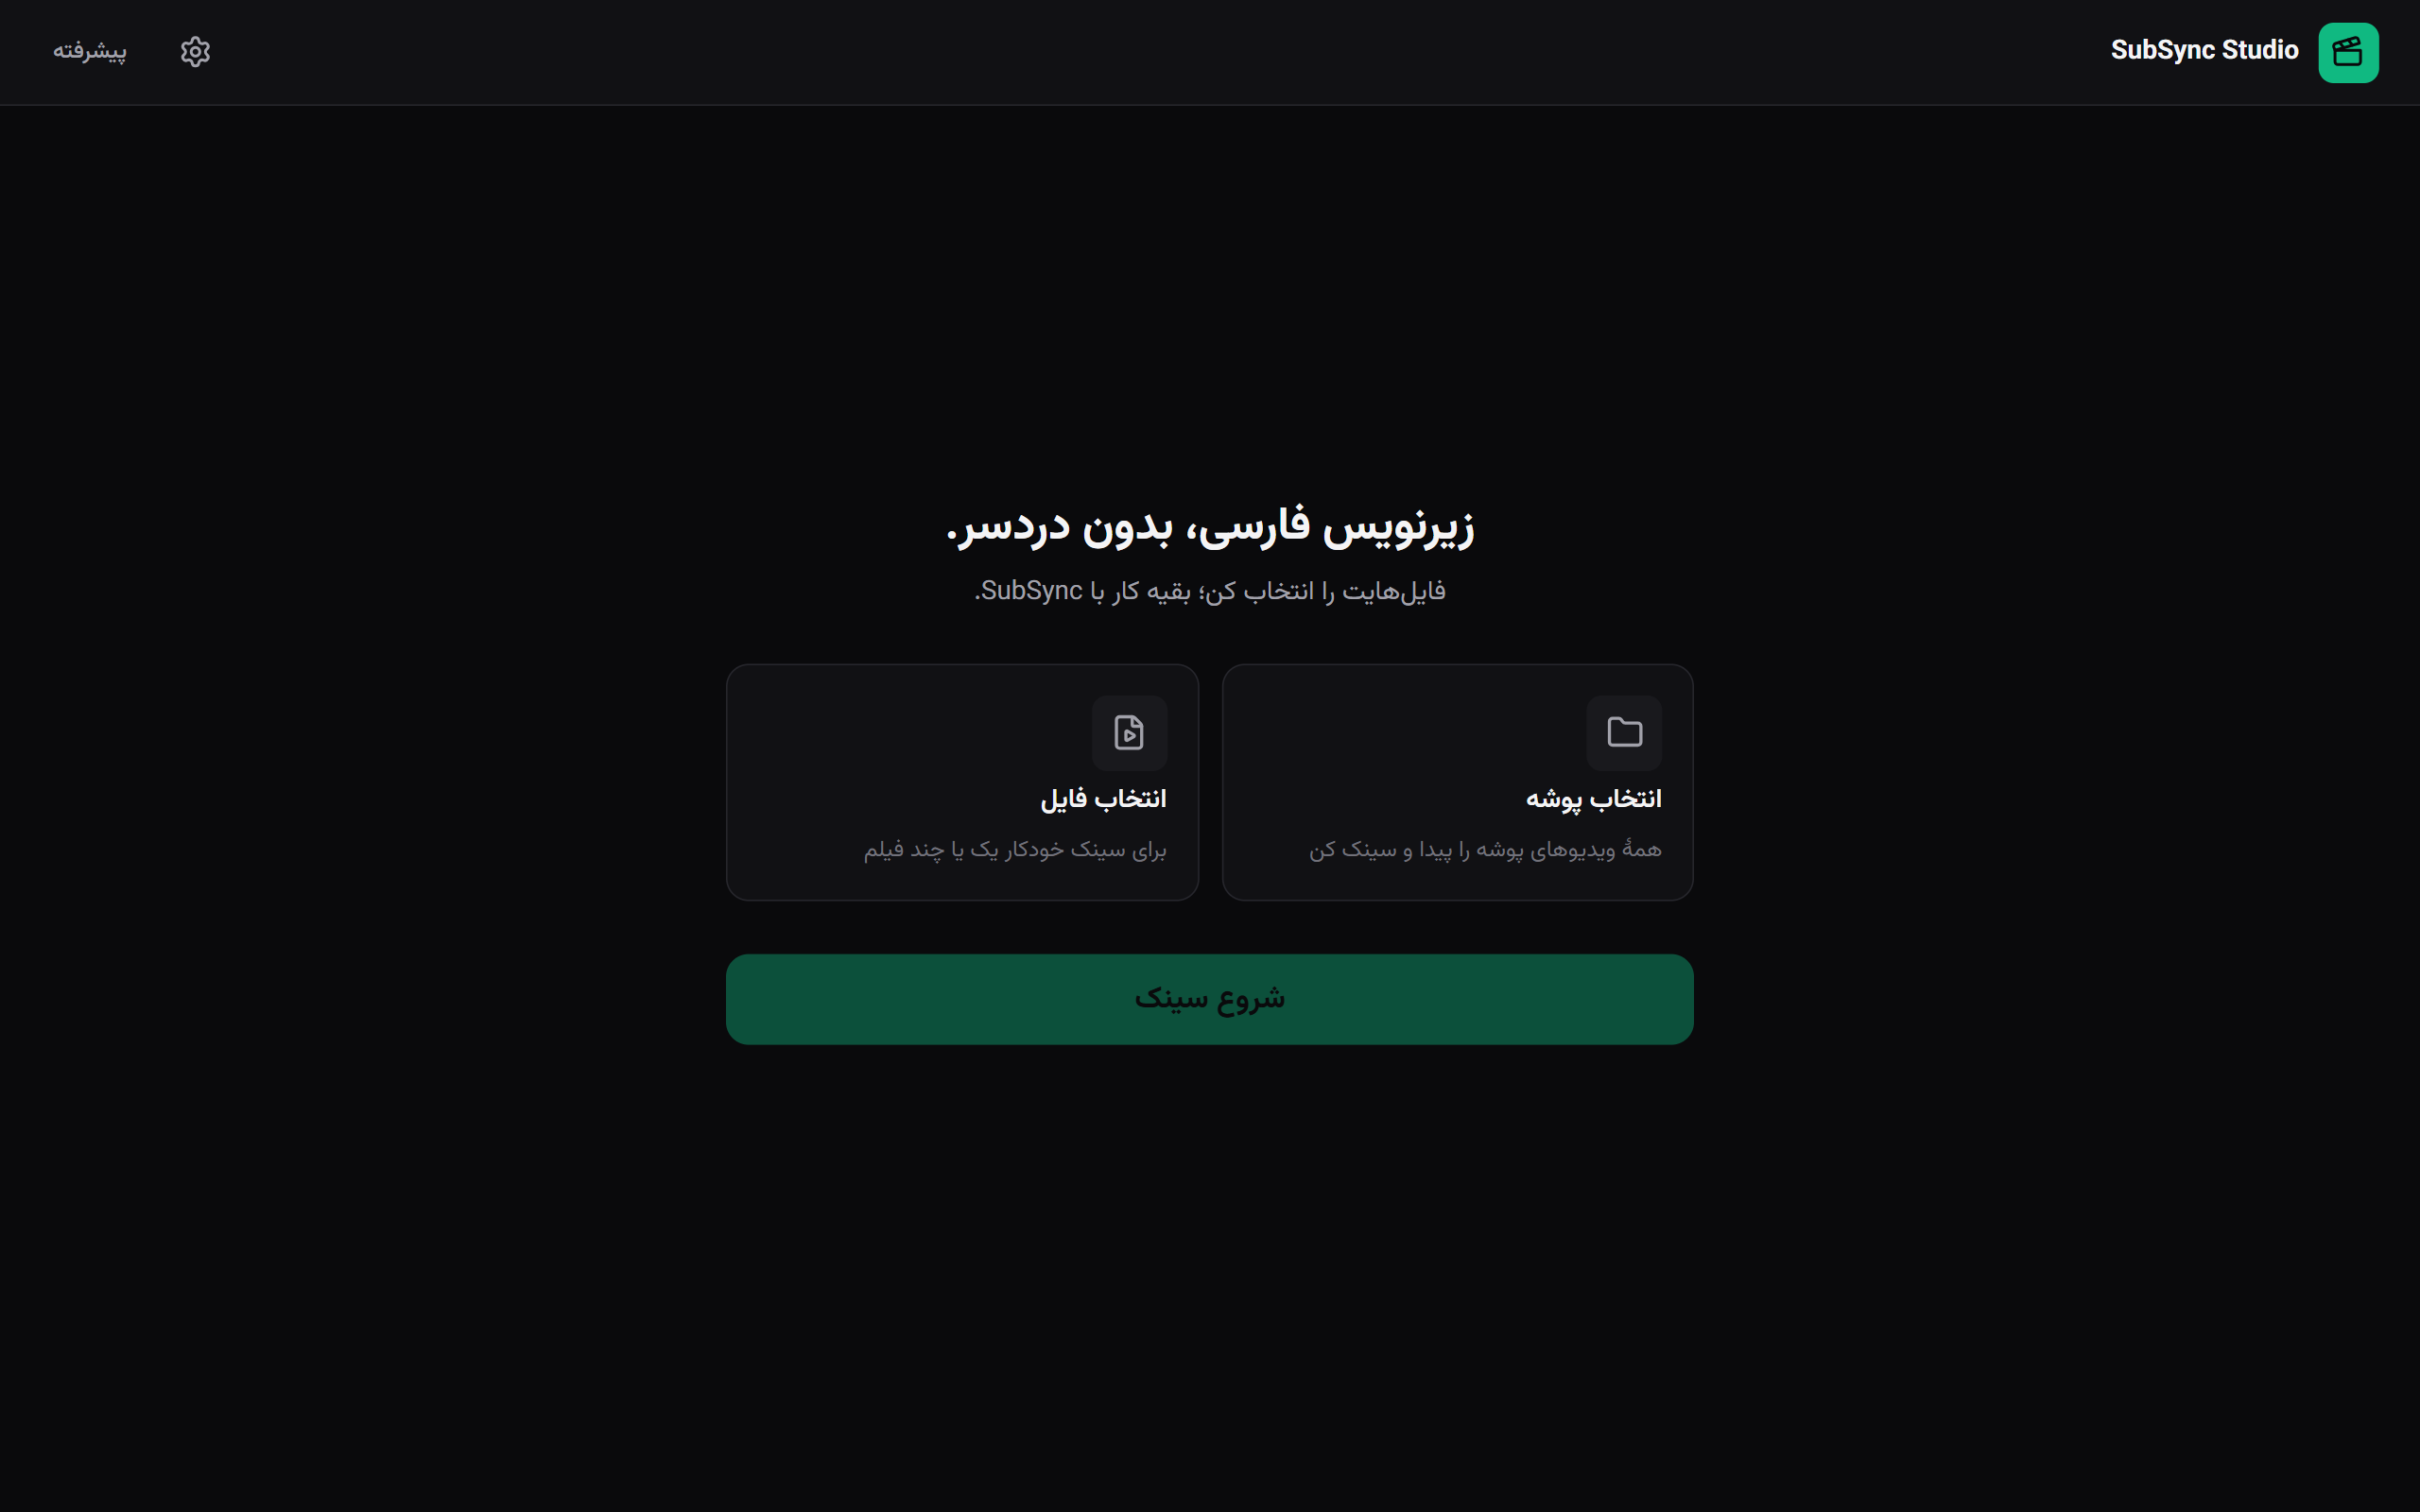 SubSync Studio
پیشرفته
زیرنویس فارسی، بدون دردسر.
فایل‌هایت را انتخاب کن؛ بقیه کار با SubSync.
انتخاب پوشه
همهٔ ویدیوهای پوشه را پیدا و سینک کن
انتخاب فایل
برای سینک خودکار یک یا چند فیلم
شروع سینک